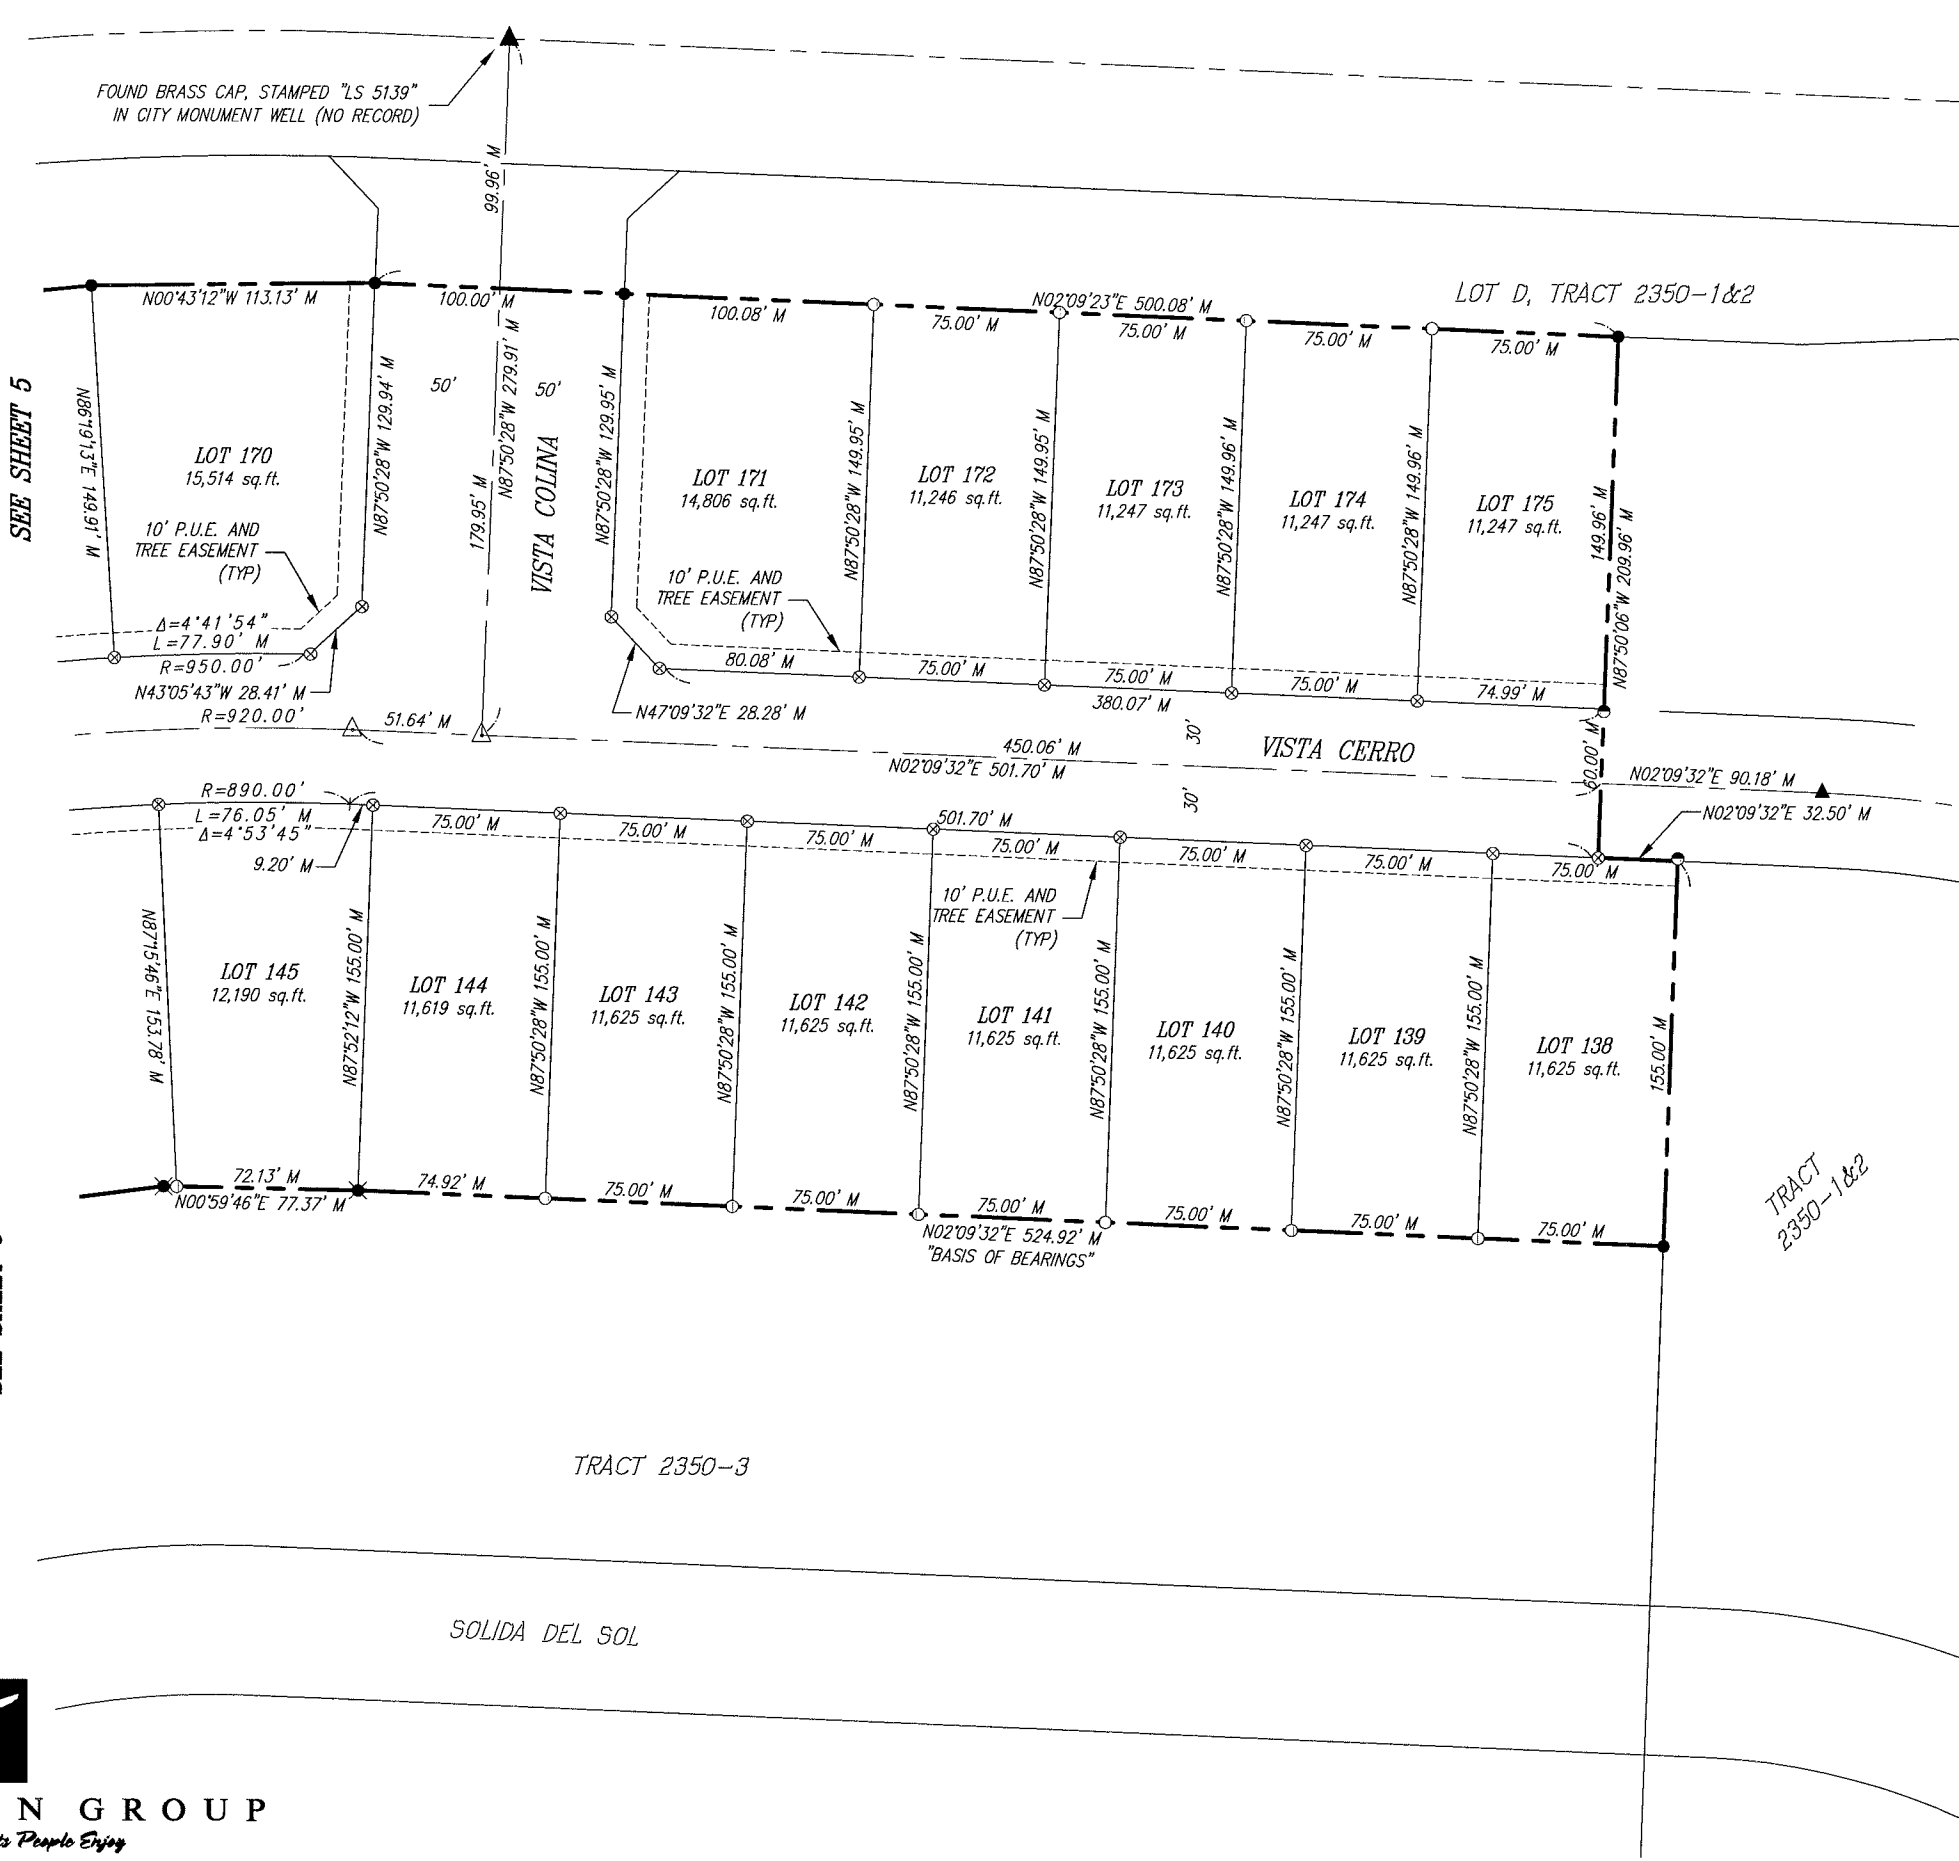 FOUND BRASS CAP, STAMPED "LS 5139"
IN CITY MONUMENT WELL (NO RECORD)
99.96' M
N00°43'12"W 113.13' M
100.00' M
100.08' M
75.00' M
N02°09'23"E 500.08' M
75.00' M
75.00' M
75.00' M
LOT D, TRACT 2350-1&2
SEE SHEET 5
N86°19'13"E 149.91' M
LOT 170
15,514 sq.ft.
10' P.U.E. AND
TREE EASEMENT
(TYP)
N87°50'28"W 129.94' M
50'
50'
179.95' M
N87°50'28"W 279.91' M
VISTA COLINA
N87°50'28"W 129.95' M
LOT 171
14,806 sq.ft.
10' P.U.E. AND
TREE EASEMENT
(TYP)
N87°50'28"W 149.95' M
LOT 172
11,246 sq.ft.
N87°50'28"W 149.95' M
LOT 173
11,247 sq.ft.
N87°50'28"W 149.96' M
LOT 174
11,247 sq.ft.
N87°50'28"W 149.96' M
LOT 175
11,247 sq.ft.
149.96' M
N87°50'06"W 209.96' M
Δ=4°41'54"
L=77.90' M
R=950.00'
N43°05'43"W 28.41' M
80.08' M
75.00' M
75.00' M
75.00' M
74.99' M
380.07' M
N47°09'32"E 28.28' M
R=920.00'
51.64' M
450.06' M
N02°09'32"E 501.70' M
30'
30'
VISTA CERRO
60.00' M
N02°09'32"E 90.18' M
N02°09'32"E 32.50' M
R=890.00'
L=76.05' M
Δ=4°53'45"
9.20' M
75.00' M
75.00' M
75.00' M
501.70' M
75.00' M
75.00' M
75.00' M
75.00' M
10' P.U.E. AND
TREE EASEMENT
(TYP)
N87°15'46"E 153.78' M
LOT 145
12,190 sq.ft.
N87°52'12"W 155.00' M
LOT 144
11,619 sq.ft.
N87°50'28"W 155.00' M
LOT 143
11,625 sq.ft.
N87°50'28"W 155.00' M
LOT 142
11,625 sq.ft.
N87°50'28"W 155.00' M
LOT 141
11,625 sq.ft.
N87°50'28"W 155.00' M
LOT 140
11,625 sq.ft.
N87°50'28"W 155.00' M
LOT 139
11,625 sq.ft.
N87°50'28"W 155.00' M
LOT 138
11,625 sq.ft.
155.00' M
72.13' M
N00°59'46"E 77.37' M
74.92' M
75.00' M
75.00' M
75.00' M
75.00' M
75.00' M
75.00' M
N02°09'32"E 524.92' M
"BASIS OF BEARINGS"
TRACT
2350-1&2
TRACT 2350-3
SOLIDA DEL SOL
N GROUP
People Enjoy